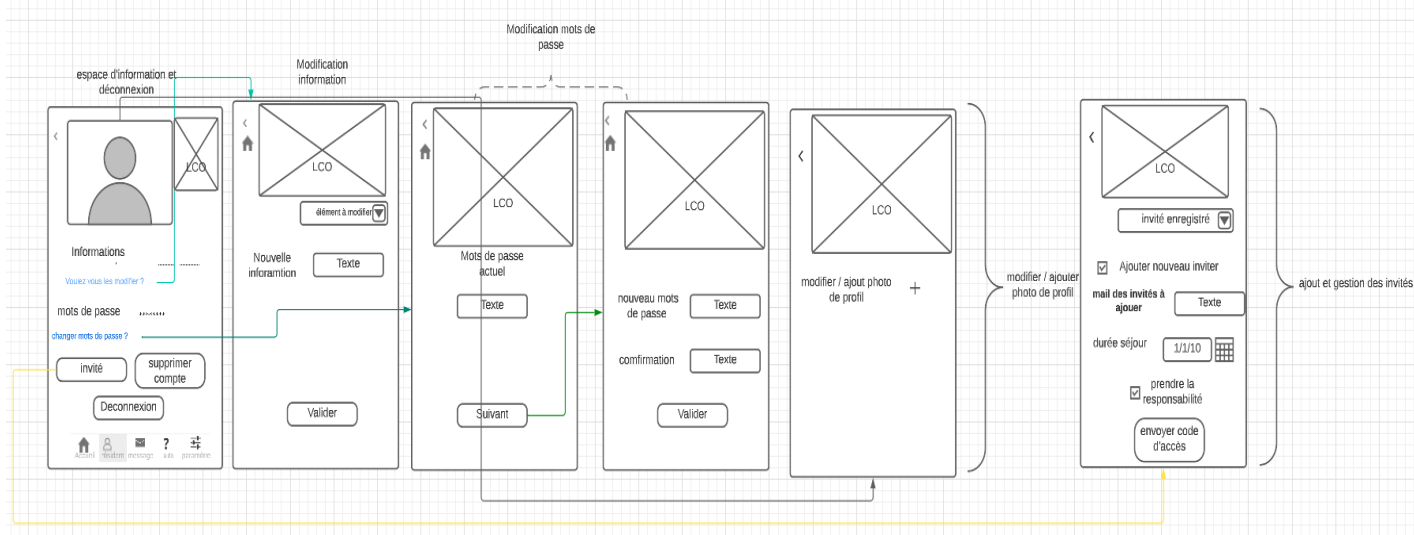 Modification mots de
passe
espace d'information et
déconnexion
Modification
information
LCO
Informations
Voulez vous les modifier ?
mots de passe
changer mots de passe ?
invité
supprimer
compte
Deconnexion
Accueil
message
paramètre
LCO
élément à modifier
Nouvelle
inforamtion
Texte
Valider
LCO
Mots de passe
actuel
Texte
Suivant
LCO
nouveau mots
de passe
Texte
comfirmation
Texte
Valider
LCO
modifier / ajout photo
de profil
modifier / ajouter
photo de profil
LCO
invité enregistré
Ajouter nouveau inviter
mail des invités à
ajouer
Texte
durée séjour
1/1/10
prendre la
responsabilité
envoyer code
d'accès
ajout et gestion des invités